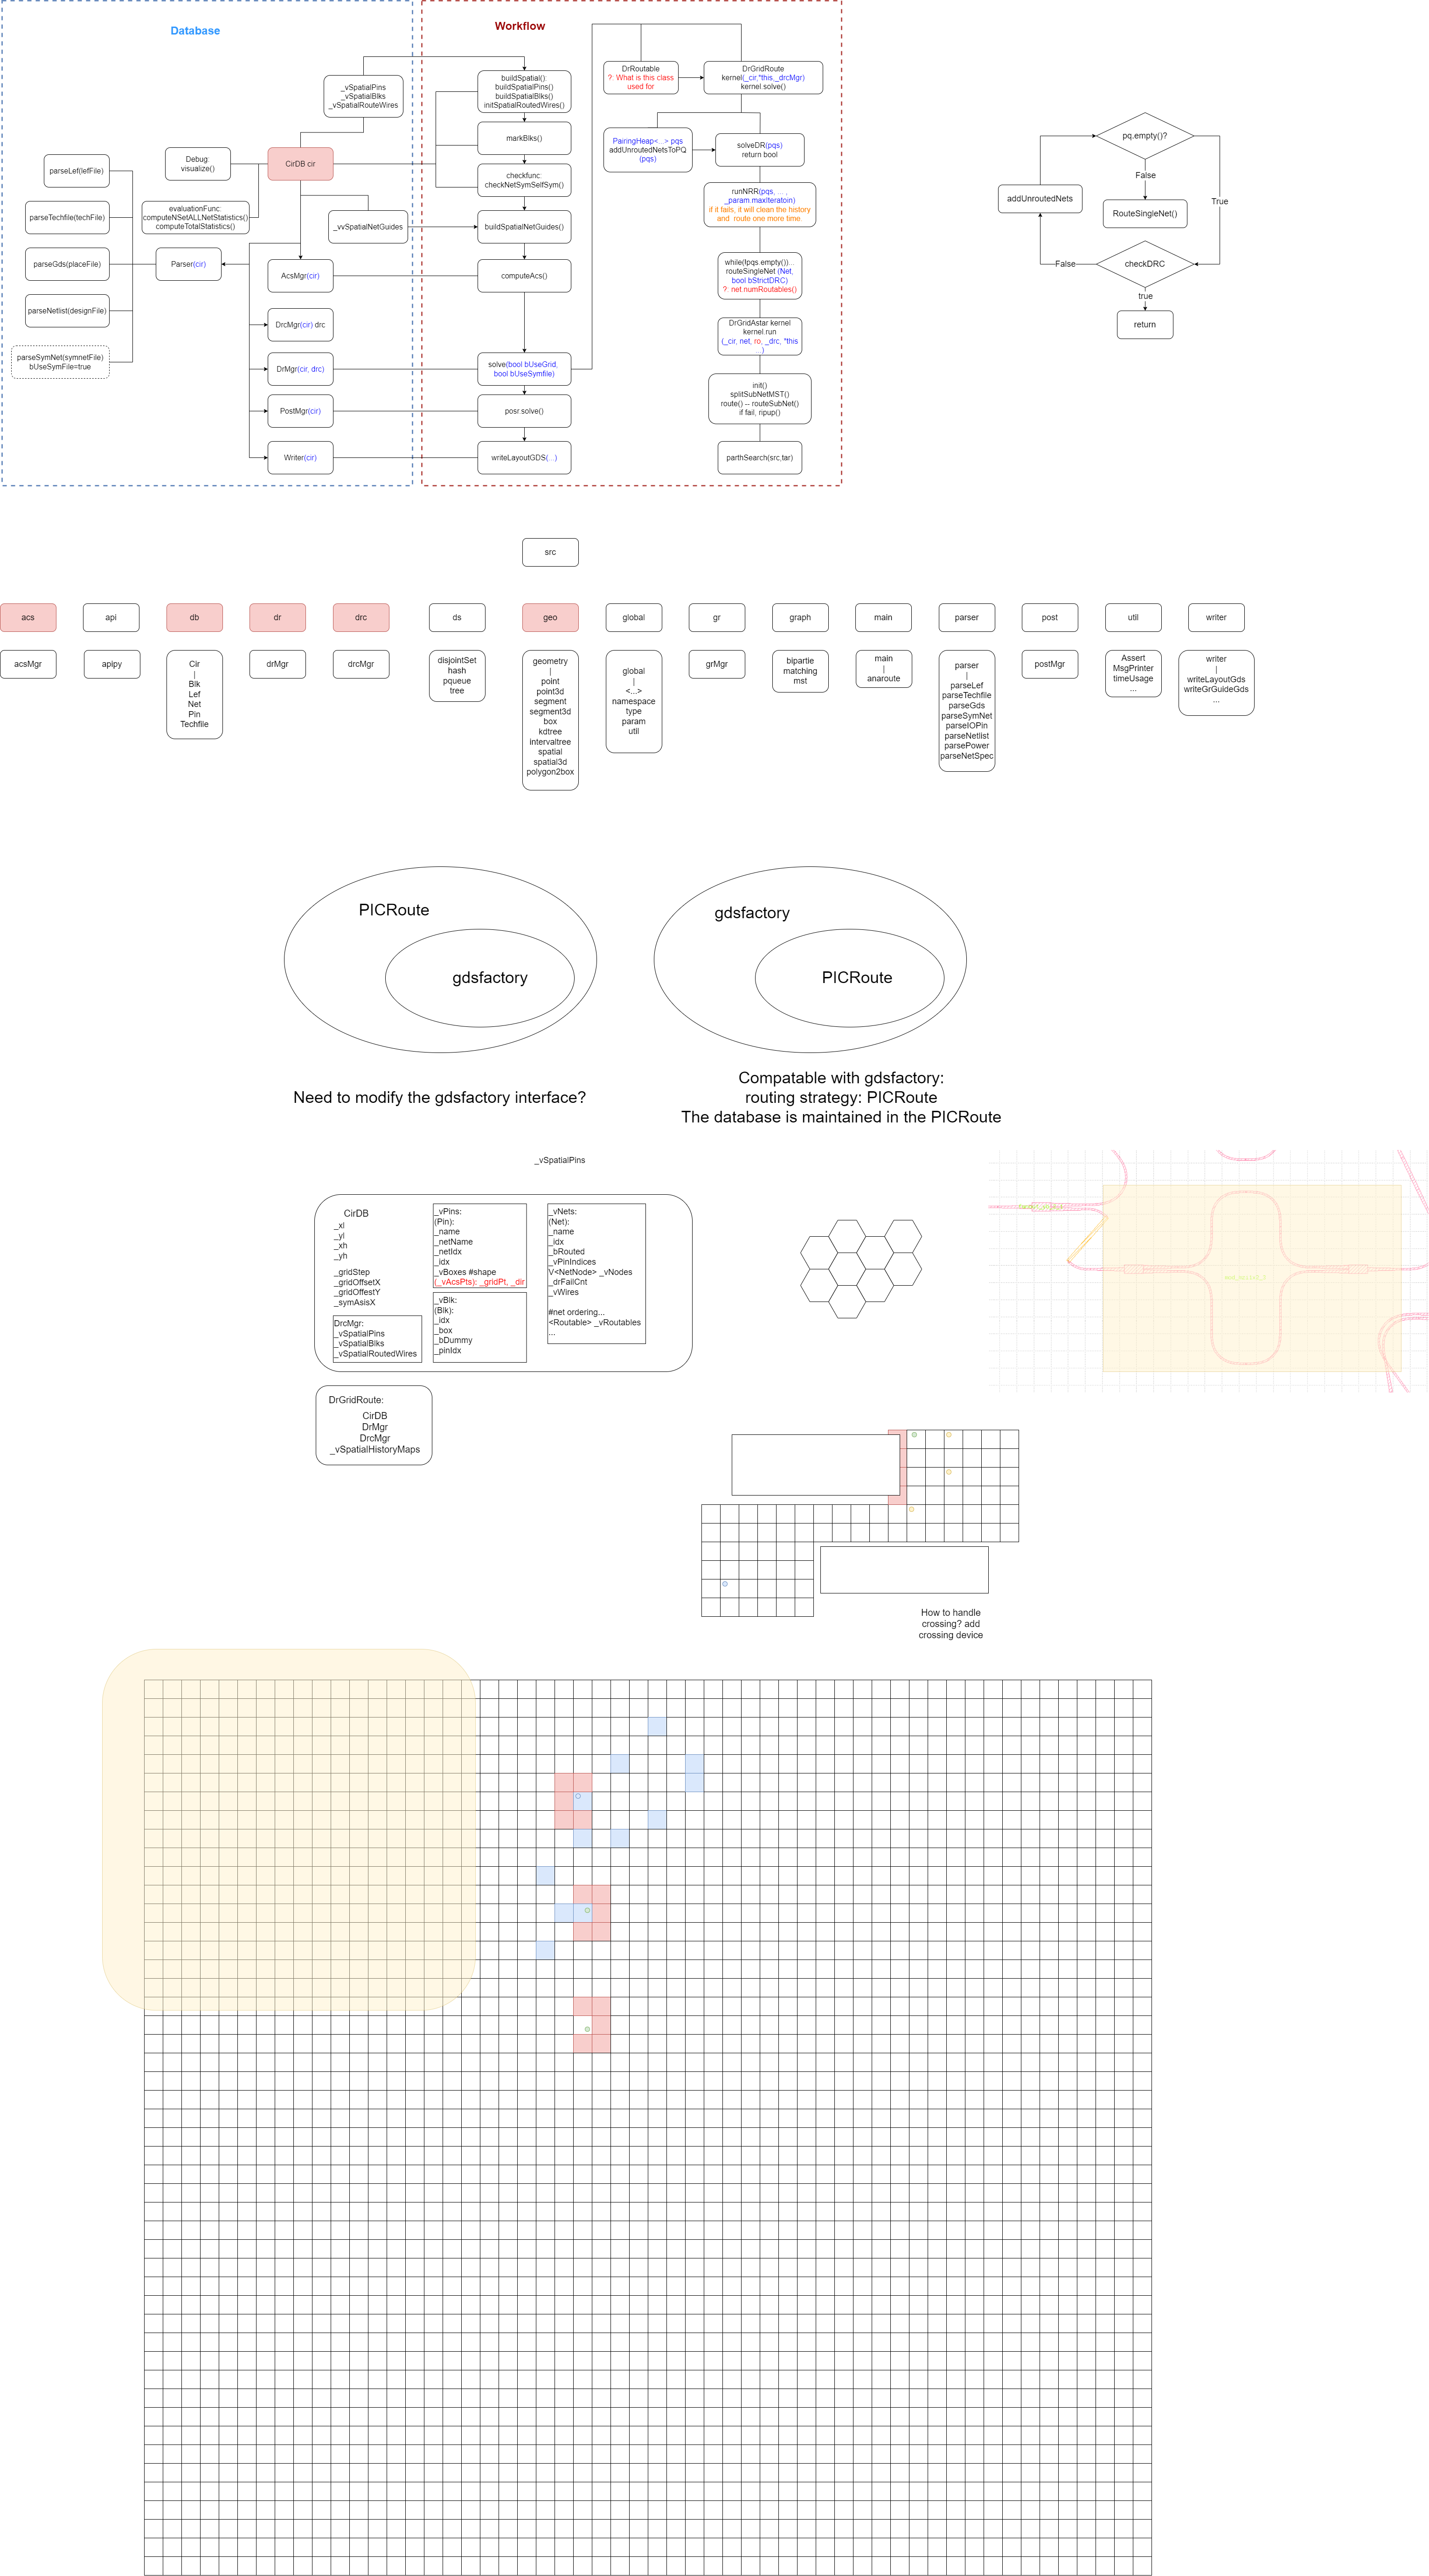 Database
Workflow
_vSpatialPins
_vSpatialBlks
_vSpatialRouteWires
Debug:
visualize()
CirDB cir
evaluationFunc:
computeNSetALLNetStatistics()
computeTotalStatistics()
_vvSpatialNetGuides
parseLef(lefFile)
parseTechfile(techFile)
parseGds(placeFile)
parseNetlist(designFile)
parseSymNet(symnetFile)
bUseSymFile=true
Parser(cir)
AcsMgr(cir)
DrcMgr(cir) drc
DrMgr(cir, drc)
PostMgr(cir)
Writer(cir)
buildSpatial():
buildSpatialPins()
buildSpatialBlks()
initSpatialRoutedWires()
markBlks()
checkfunc:
checkNetSymSelfSym()
buildSpatialNetGuides()
computeAcs()
solve(bool bUseGrid,
bool bUseSymfile)
posr.solve()
writeLayoutGDS(...)
DrRoutable
?: What is this class
used for
DrGridRoute
kernel(_cir,*this,_drcMgr)
kernel.solve()
PairingHeap<...> pqs
addUnroutedNetsToPQ
(pqs)
solveDR(pqs)
return bool
runNRR(pqs, ... ,
_param.maxIteratoin)
if it fails, it will clean the history
and  route one more time
while(!pqs.empty())...
routeSingleNet (Net,
bool bStrictDRC)
?: net numRoutables()
DrGridAstar kernel
kernel.run
(_cir, net, ro, _drc, *this
...)
init()
splitSubNetMST()
route() -- routeSubNet()
if fail, ripup()
parthSearch(src,tar)
pq.empty()?
False
True
addUnroutedNets
RouteSingleNet()
checkDRC
False
true
return
src
acs
api
db
dr
drc
ds
geo
global
gr
graph
main
parser
post
util
writer
acsMgr
apipy
Cir
|
Blk
Lef
Net
Pin
Techfile
drMgr
drcMgr
disjointSet
hash
pqueue
tree
geometry
|
point
point3d
segment
segment3d
box
kdtree
intervaltree
spatial
spatial3d
polygon2box
global
|
<...>
namespace
type
param
util
grMgr
bipartie
matching
mst
main
|
anaroute
parser
|
parseLef
parseTechfile
parseGds
parseSymNet
parseIOPin
parseNetlist
parsePower
parseNetSpec
postMgr
Assert
MsgPrinter
timeUsage
...
writer
|
writeLayoutGds
writeGrGuideGds
...
PICRoute
gdsfactory
gdsfactory
PICRoute
Need to modify the gdsfactory interface?
Compatable with gdsfactory:
routing strategy: PICRoute
The database is maintained in the PICRoute
_vSpatialPins
CirDB
_xl
_yl
_xh
_yh
_gridStep
_gridOffsetX
_gridOffestY
_symAsisX
DrcMgr:
_vSpatialPins
_vSpatialBlks
_vSpatialRoutedWires
_vPins:
(Pin):
_name
_netName
_netIdx
_idx
_vBoxes #shape
(_vAcsPts): _gridPt, _dir
_vBlk:
(Blk):
_idx
_box
_bDummy
_pinIdx
_vNets:
(Net):
_name
_idx
_bRouted
_vPinIndices
V<NetNode> _vNodes
_drFailCnt
_vWires
#net ordering...
<Routable> _vRoutables
...
DrGridRoute:
CirDB
DrMgr
DrcMgr
_vSpatialHistoryMaps
How to handle
crossing? add
crossing device